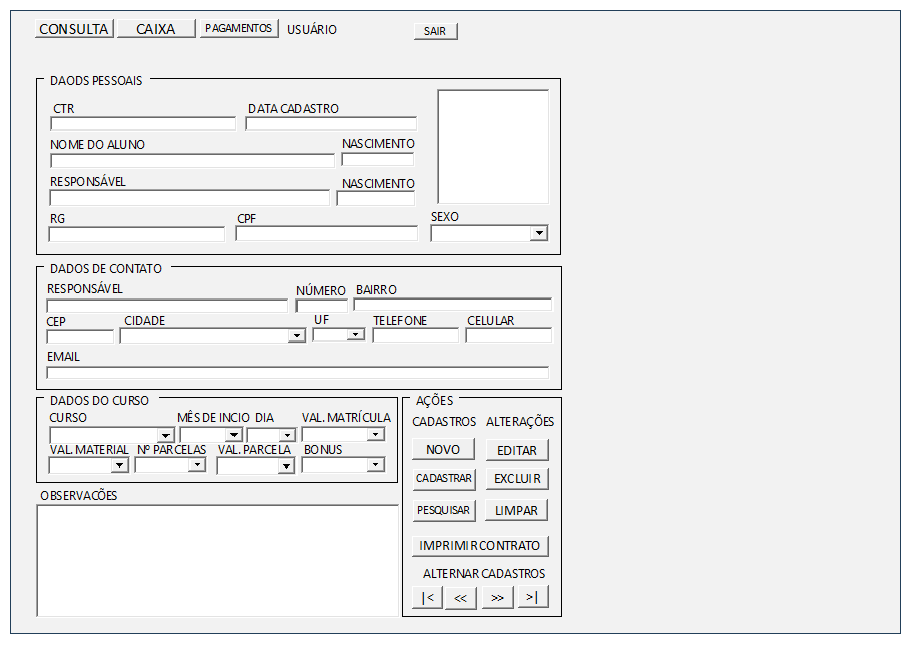 CONSULTA CAIXA PAGAMENTOS USUÁRIO SAIR
DAODS PESSOAIS
CTR DATA CADASTRO
NOME DO ALUNO NASCIMENTO
RESPONSÁVEL NASCIMENTO
RG CPF SEXO
DADOS DE CONTATO
RESPONSÁVEL NÚMERO BAIRRO
CEP CIDADE UF TELEFONE CELULAR
EMAIL
DADOS DO CURSO
CURSO MÊS DE INCIO DIA VAL. MATRÍCULA
VAL. MATERIAL Nº PARCELAS VAL. PARCELA BONUS
OBSERVACÕES
AÇÕES
CADASTROS ALTERAÇÕES
NOVO EDITAR
CADASTRAR EXCLUIR
PESQUISAR LIMPAR
IMPRIMIR CONTRATO
ALTERNAR CADASTROS
|< << >> >|